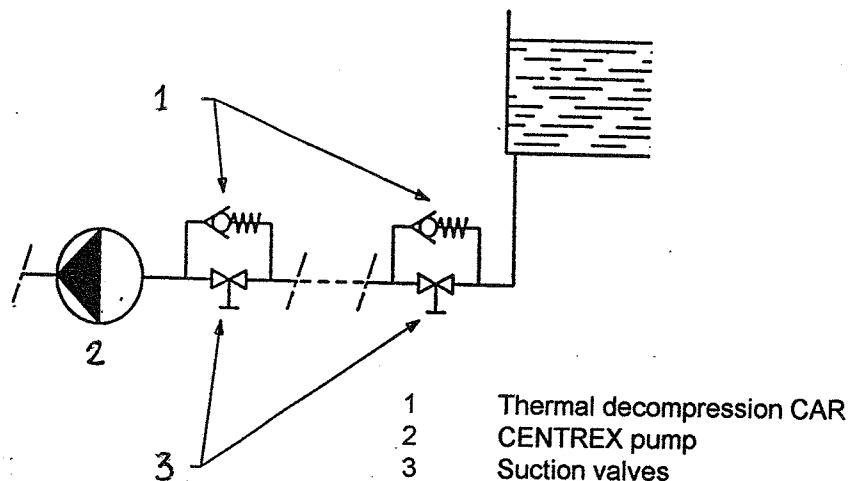 1
2
3
1 Thermal decompression CAR
2 CENTREX pump
3 Suction valves